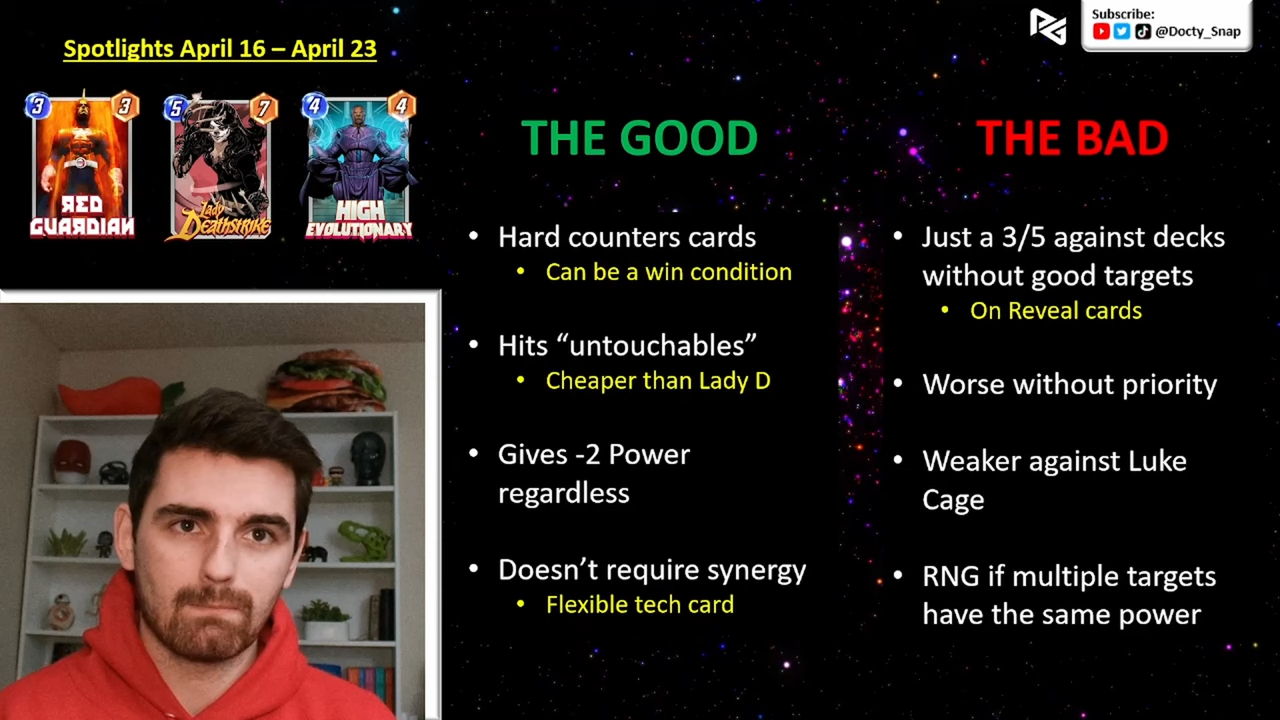 Spotlights April 16 – April 23
3
3
RED
GUARDIAN
5
7
Lady
Deathstrike
4
4
HIGH
EVOLUTIONARY
Subscribe:
@Docty_Snap
THE GOOD
• Hard counters cards
• Can be a win condition
• Hits “untouchables”
• Cheaper than Lady D
• Gives -2 Power
regardless
• Doesn’t require synergy
• Flexible tech card
THE BAD
• Just a 3/5 against decks
without good targets
• On Reveal cards
• Worse without priority
• Weaker against Luke
Cage
• RNG if multiple targets
have the same power